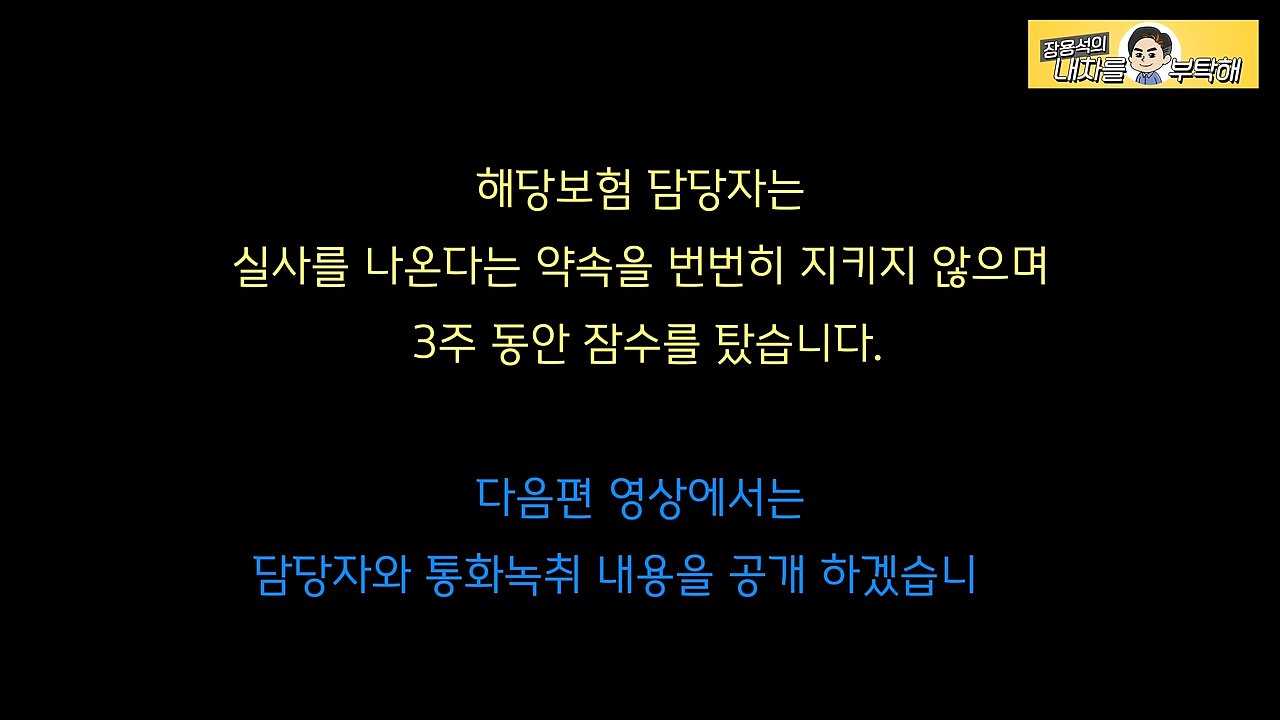 장용석의
내차를 부탁해
해당보험 담당자는
실사를 나온다는 약속을 번번히 지키지 않으며
3주 동안 잠수를 탔습니다.
다음편 영상에서는
담당자와 통화녹취 내용을 공개 하겠습니